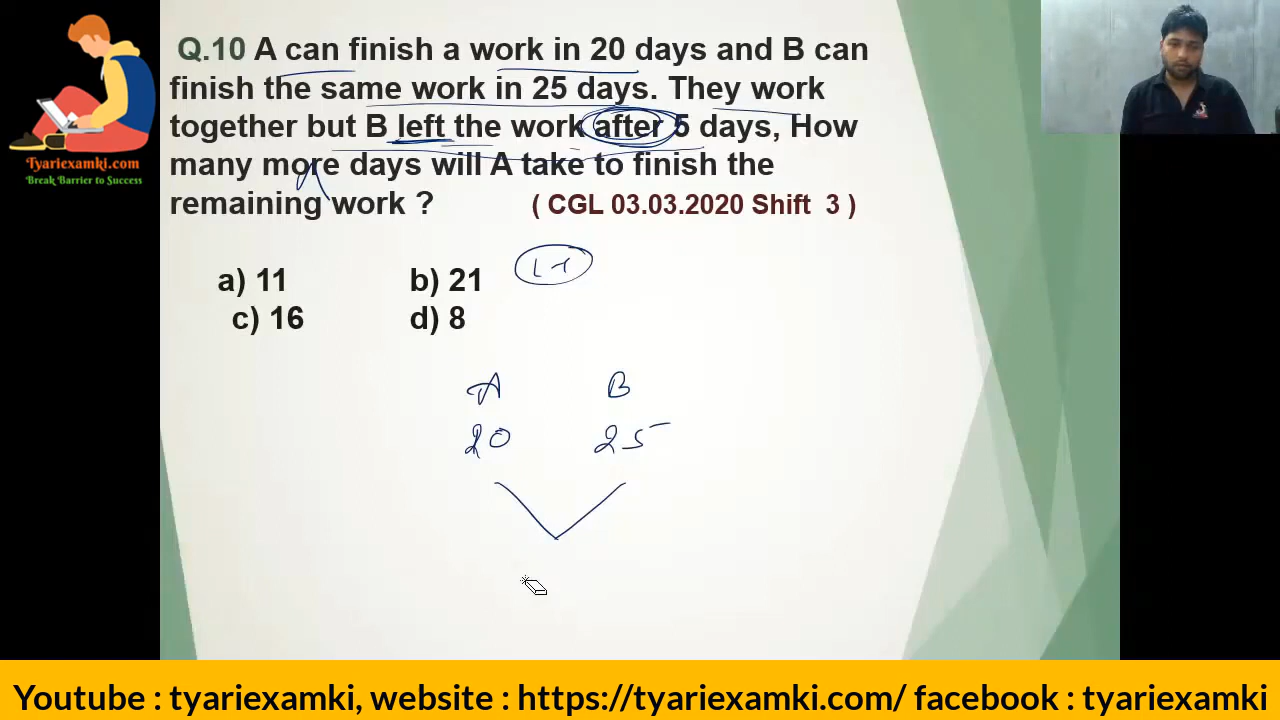 Q.10 A can finish a work in 20 days and B can
finish the same work in 25 days. They work
together but B left the work after 5 days, How
many more days will A take to finish the
remaining work ?
( CGL 03.03.2020 Shift 3 )
a) 11
b) 21
c) 16
d) 8
A B
20 25
Tyariexamki.com
Break Barrier to Success
Youtube : tyariexamki, website : https://tyariexamki.com/ facebook : tyariexamki